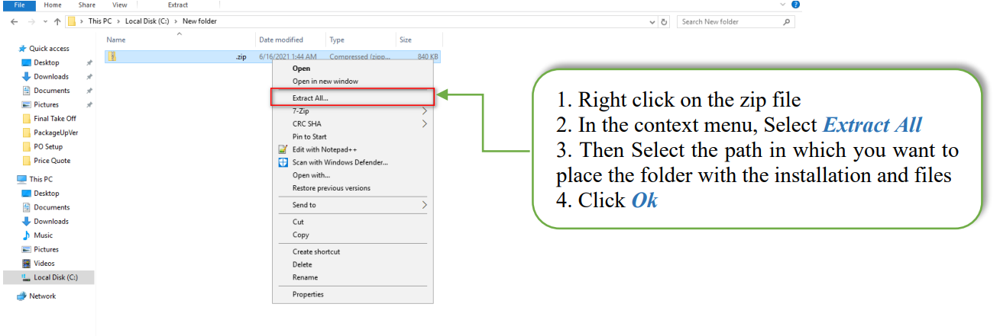 File Home Share View Extract
This PC > Local Disk (C:) > New folder
Search New folder
Name Date modified Type Size
.zip 6/16/2021 1:44 AM Compressed (zipp... 840 KB
Quick access
Desktop
Downloads
Documents
Pictures
Final Take Off
PackageUpVer
PO Setup
Price Quote
This PC
Desktop
Documents
Downloads
Music
Pictures
Videos
Local Disk (C:)
Network
Open
Open in new window
Extract All...
7-Zip
CRC SHA
Pin to Start
Edit with Notepad++
Scan with Windows Defender...
Open with...
Restore previous versions
Send to
Cut
Copy
Create shortcut
Delete
Rename
Properties
1. Right click on the zip file
2. In the context menu, Select Extract All
3. Then Select the path in which you want to
place the folder with the installation and files
4. Click Ok